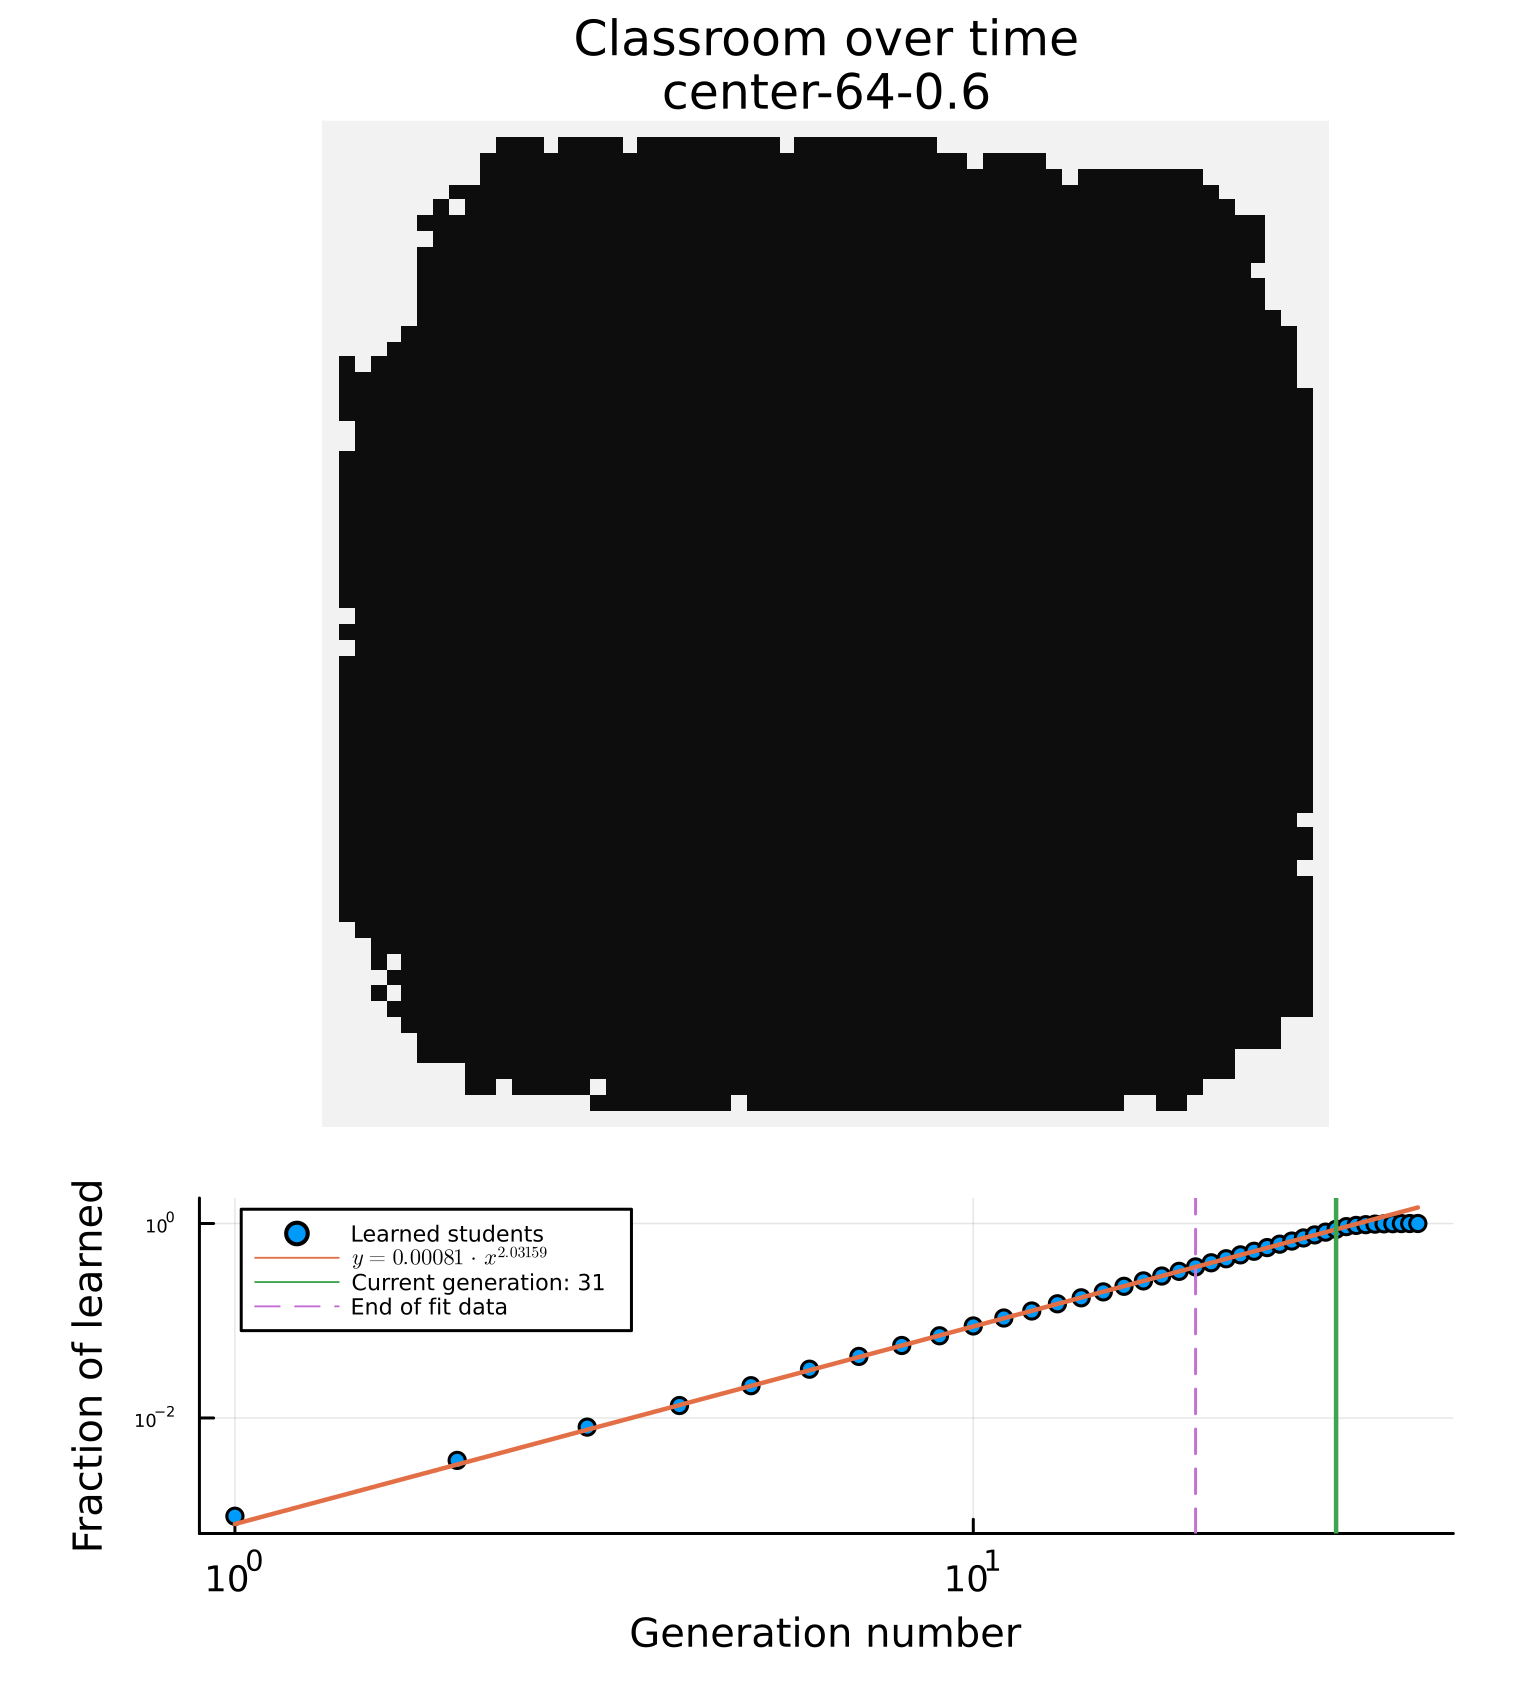 Classroom over time
center-64-0.6
Fraction of learned
10⁰
10⁻²
Learned students
y = 0.00081 · x^2.03159
Current generation: 31
End of fit data
10⁰
10¹
Generation number